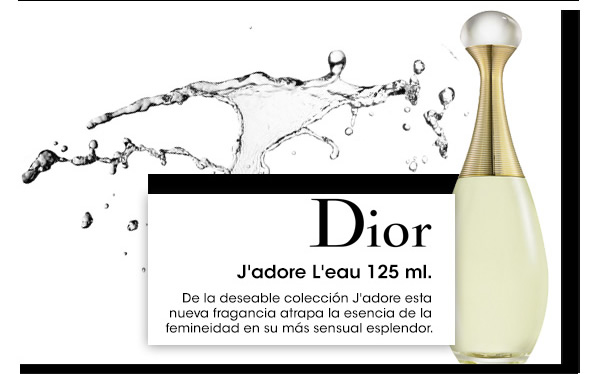 Dior
J'adore L'eau 125 ml.
De la deseable colección J'adore esta
nueva fragancia atrapa la esencia de la
femineidad en su más sensual esplendor.